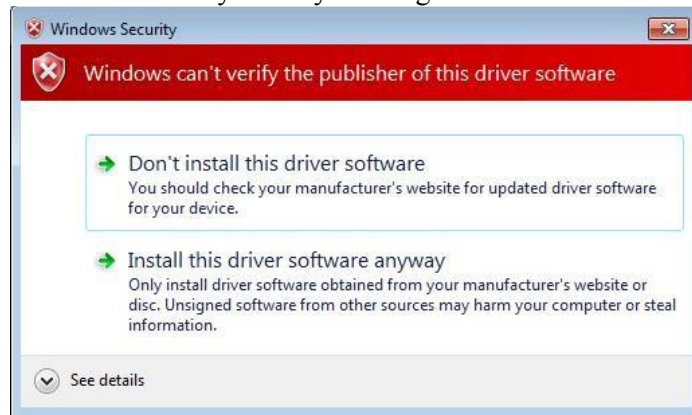 Windows Security
Windows can't verify the publisher of this driver software
Don't install this driver software
You should check your manufacturer's website for updated driver software
for your device.
Install this driver software anyway
Only install driver software obtained from your manufacturer's website or
disc. Unsigned software from other sources may harm your computer or steal
information.
See details